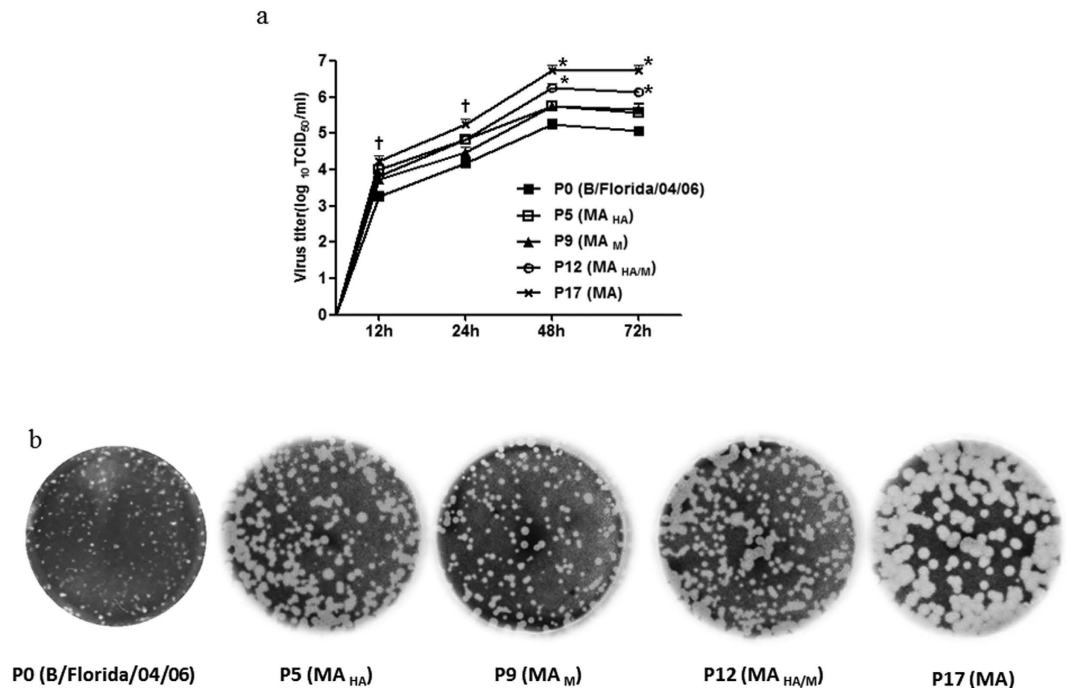 a
Virus titer(log 10TCID50/ml)
7
6
5
4
3
2
1
0
† † * * * *
12h 24h 48h 72h
P0 (B/Florida/04/06)
P5 (MA HA)
P9 (MA M)
P12 (MA HA/M)
P17 (MA)
b
P0 (B/Florida/04/06) P5 (MA HA) P9 (MA M) P12 (MA HA/M) P17 (MA)